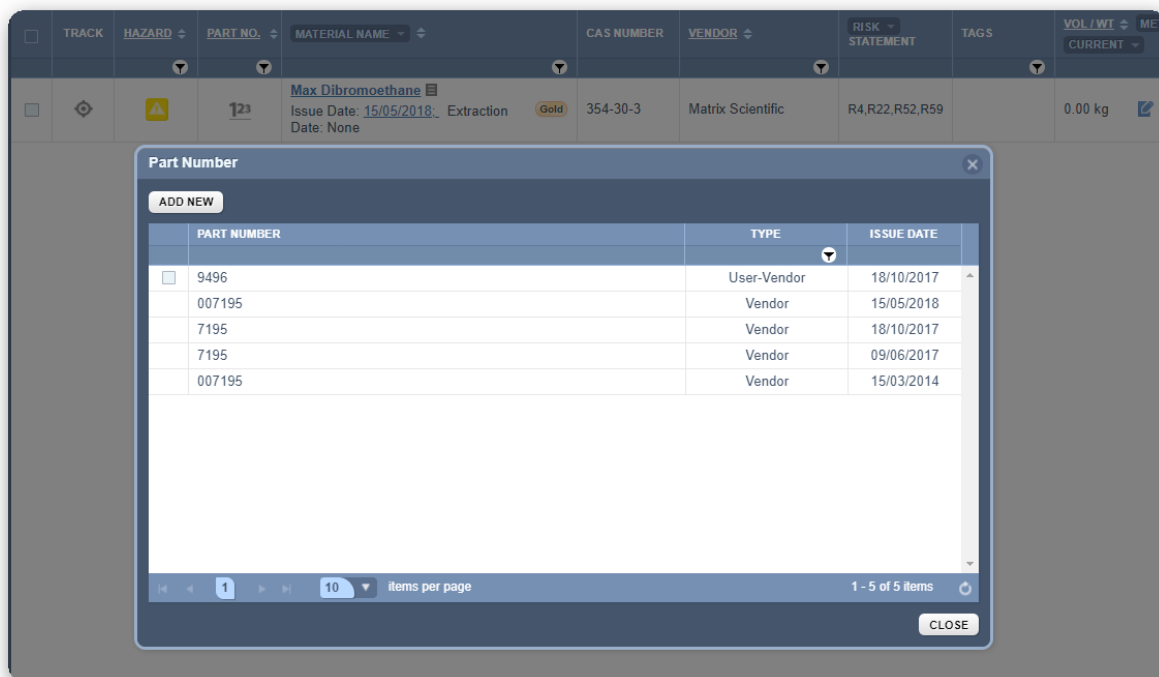 TRACK HAZARD PART NO. MATERIAL NAME CAS NUMBER VENDOR RISK STATEMENT TAGS VOL / WT CURRENT
Max Dibromoethane
Issue Date: 15/05/2018; Extraction
Date: None
Gold
123
354-30-3
Matrix Scientific
R4,R22,R52,R59
0.00 kg
Part Number
ADD NEW
PART NUMBER TYPE ISSUE DATE
9496 User-Vendor 18/10/2017
007195 Vendor 15/05/2018
7195 Vendor 18/10/2017
7195 Vendor 09/06/2017
007195 Vendor 15/03/2014
1 10 items per page 1 - 5 of 5 items
CLOSE